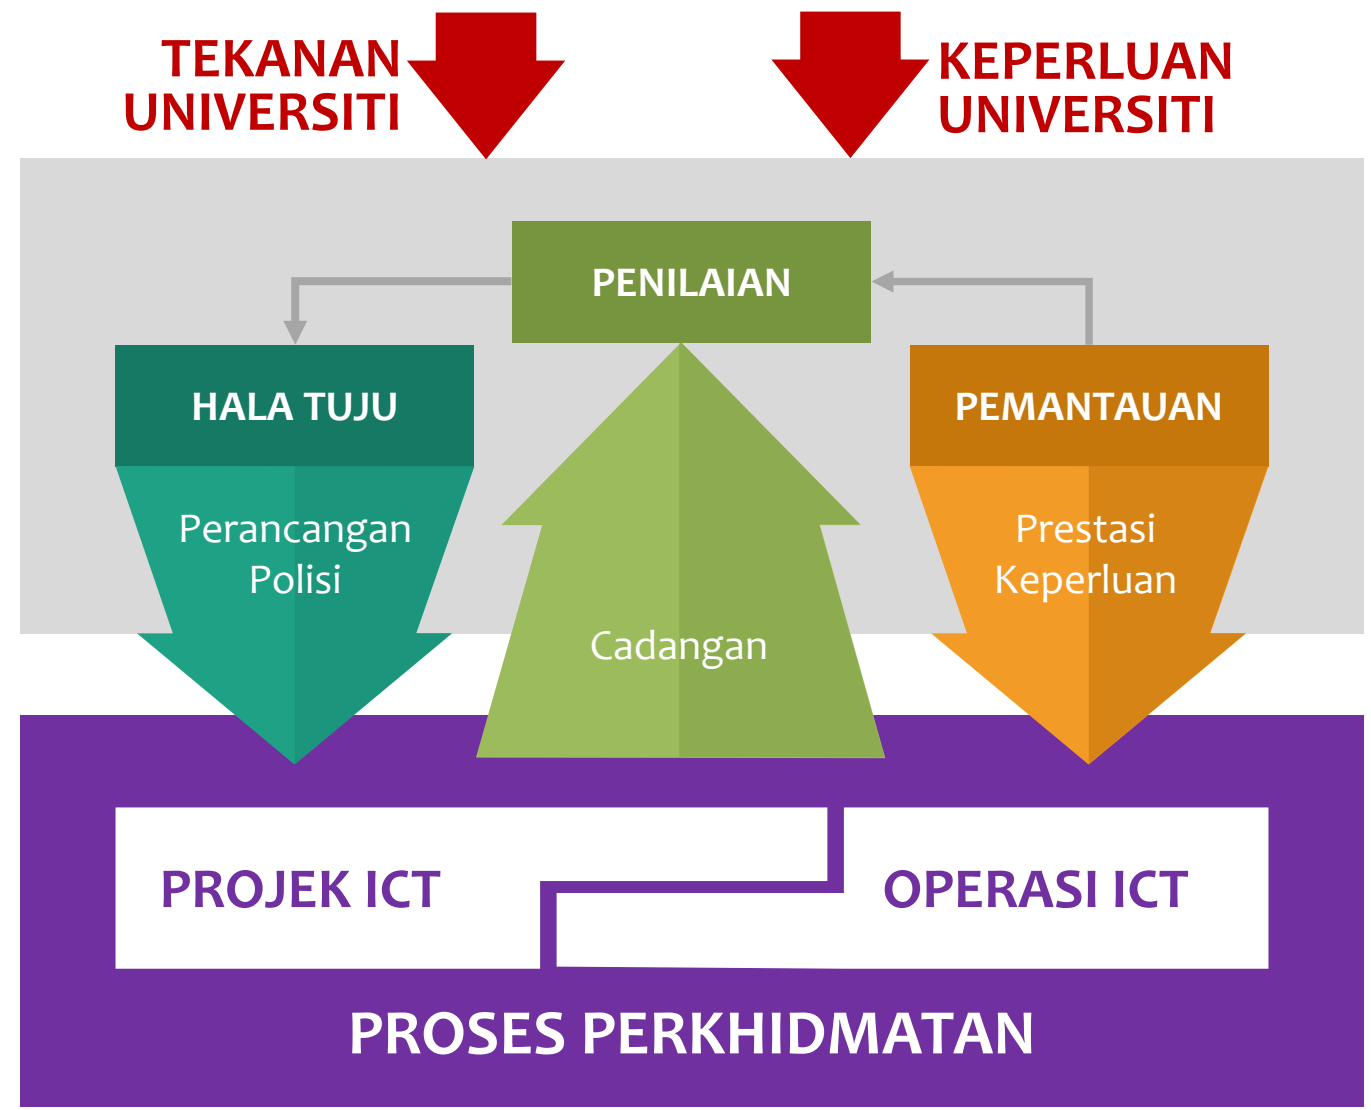 TEKANAN
UNIVERSITI
KEPERLUAN
UNIVERSITI
PENILAIAN
HALA TUJU
PEMANTAUAN
Perancangan
Polisi
Cadangan
Prestasi
Keperluan
PROJEK ICT
OPERASI ICT
PROSES PERKHIDMATAN